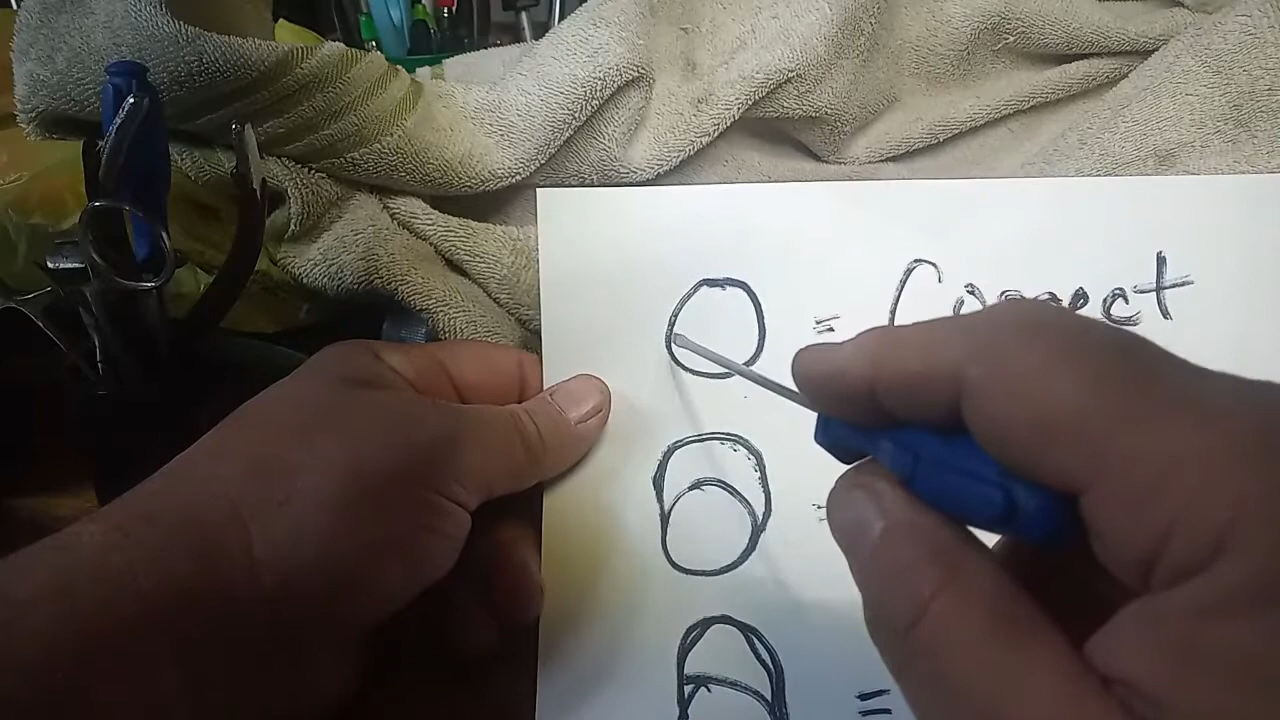 = Correct
=
=